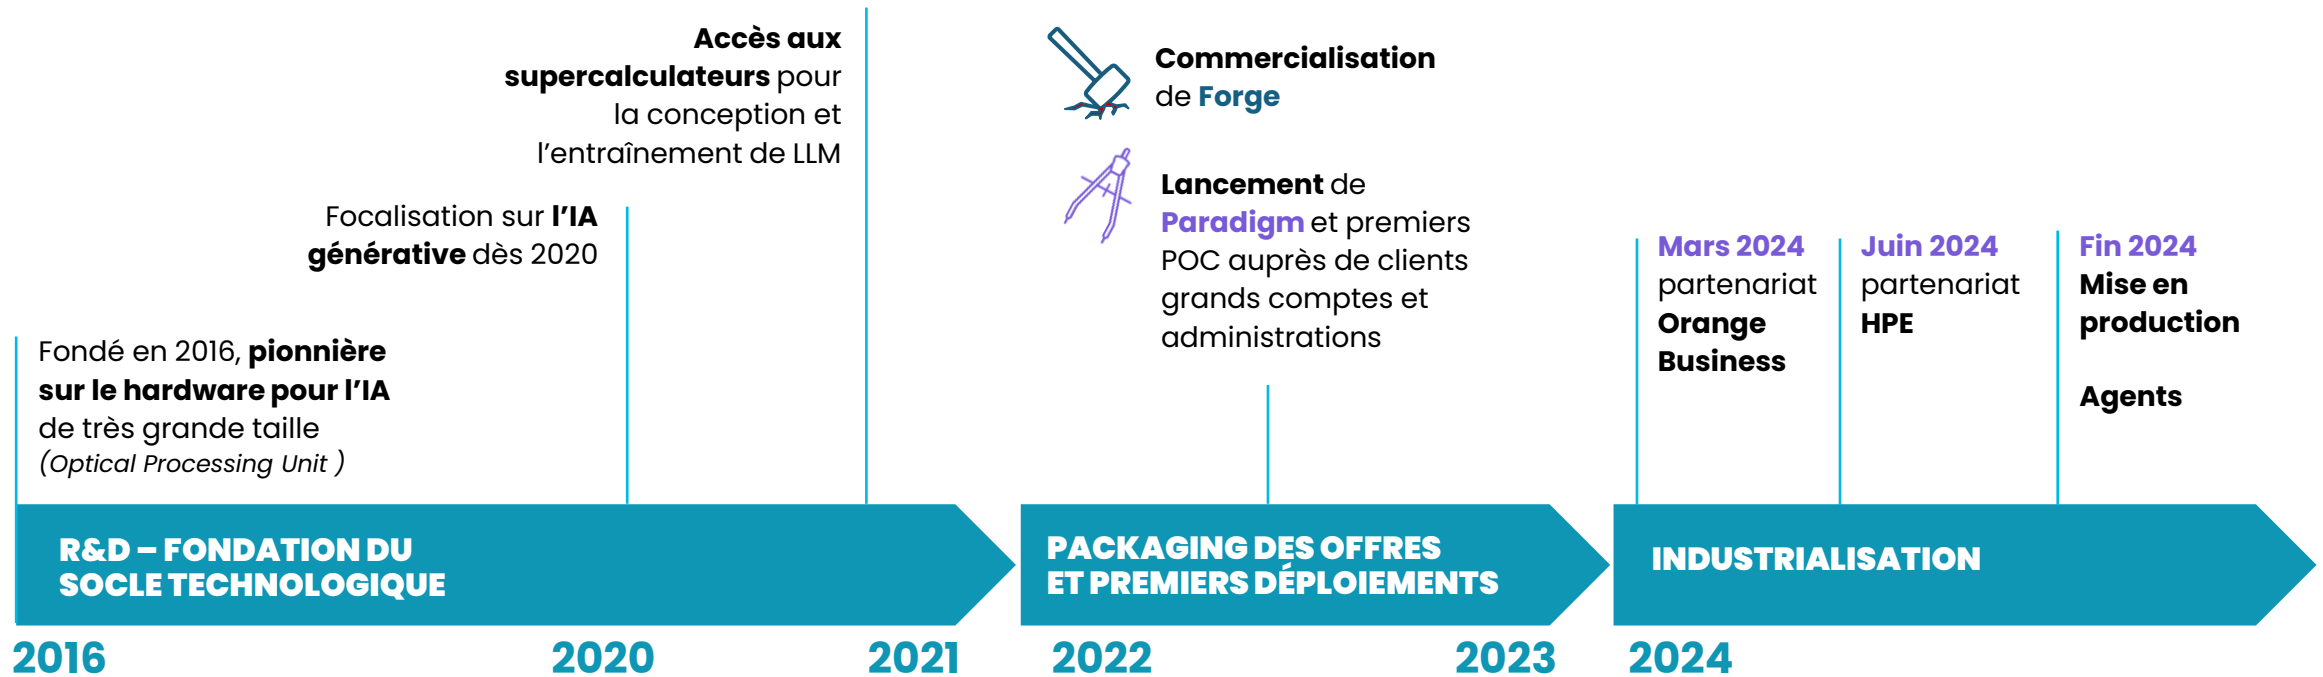 Accès aux
supercalculateurs pour
la conception et
l'entraînement de LLM
Focalisation sur l'IA
générative dès 2020
Fondé en 2016, pionnière
sur le hardware pour l'IA
de très grande taille
(Optical Processing Unit )
Commercialisation
de Forge
Lancement de
Paradigm et premiers
POC auprès de clients
grands comptes et
administrations
Mars 2024
partenariat
Orange
Business
Juin 2024
partenariat
HPE
Fin 2024
Mise en
production
Agents
R&D – FONDATION DU
SOCLE TECHNOLOGIQUE
PACKAGING DES OFFRES
ET PREMIERS DÉPLOIEMENTS
INDUSTRIALISATION
2016
2020
2021
2022
2023
2024